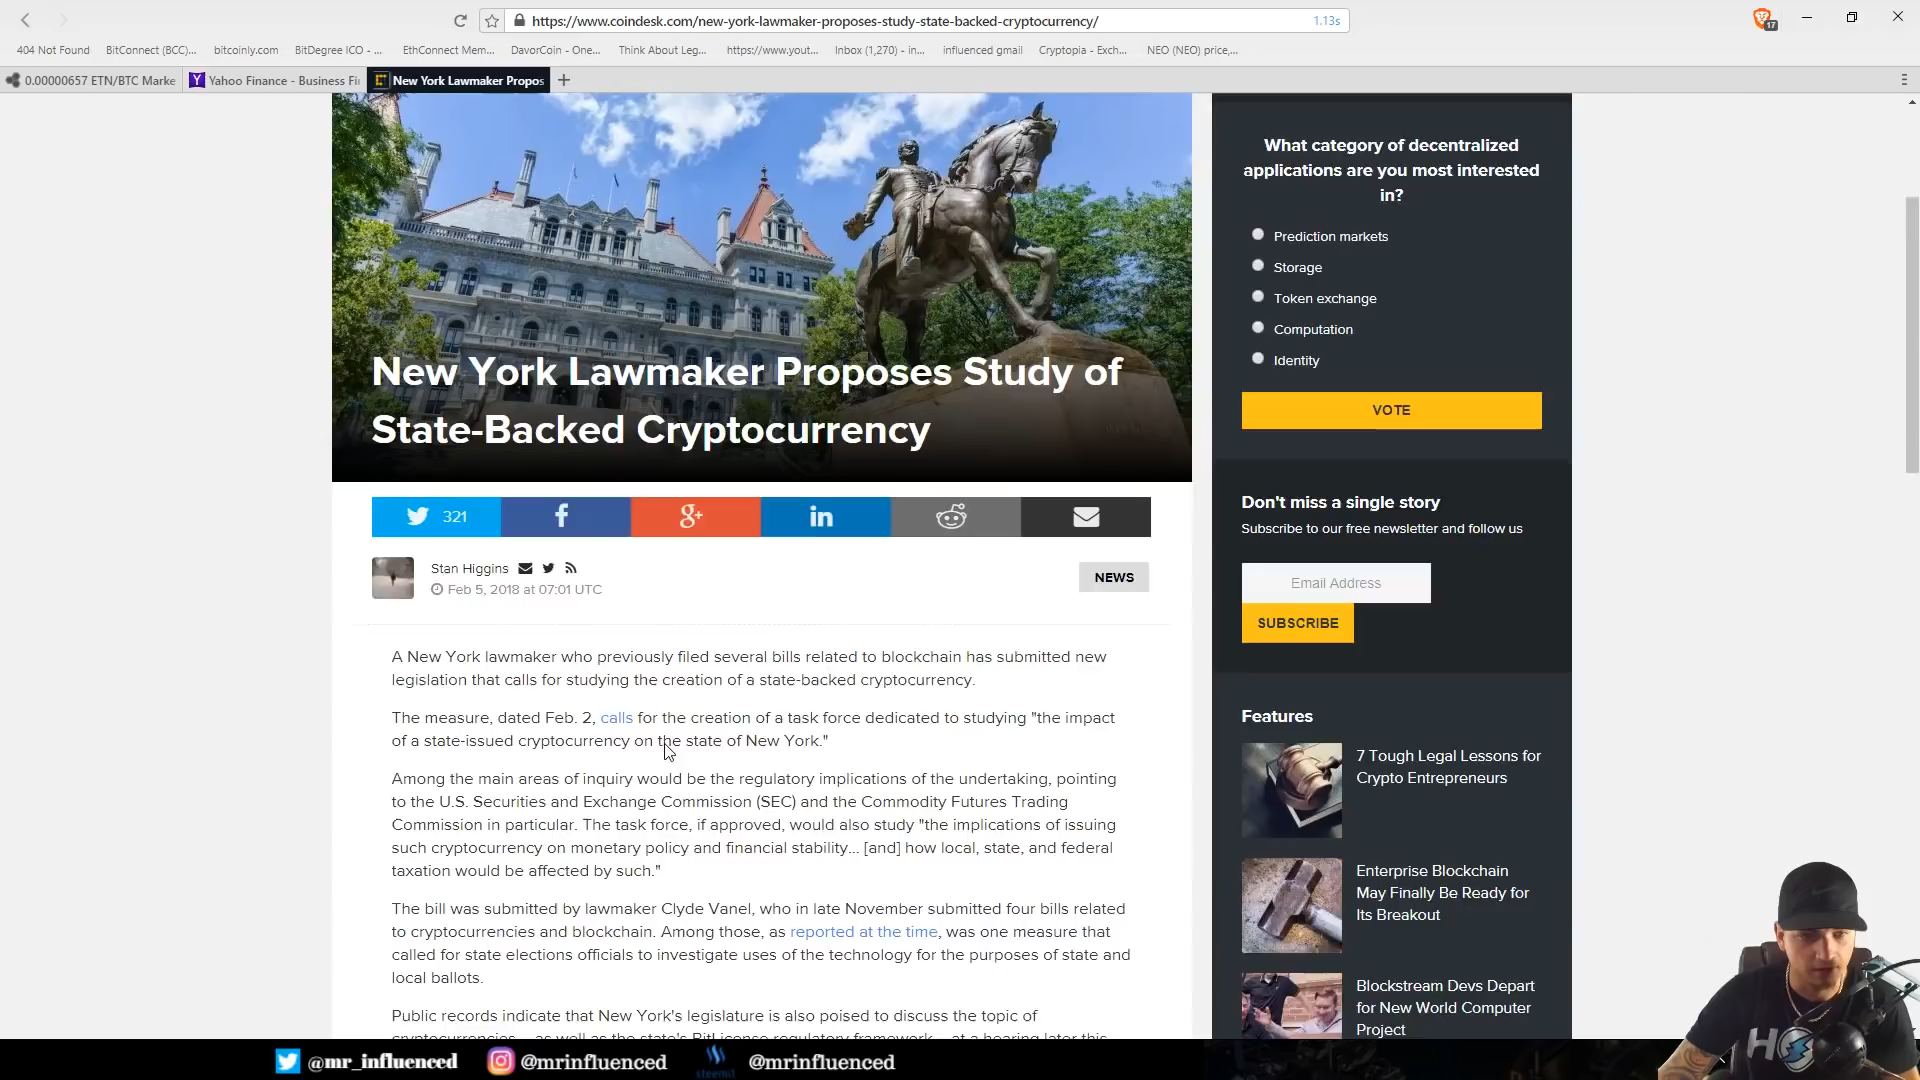 https://www.coindesk.com/new-york-lawmaker-proposes-study-state-backed-cryptocurrency/
1.13s
17
404 Not Found
BitConnect (BCC)...
bitcoinly.com
BitDegree ICO - ...
EthConnect Mem...
DavorCoin - One...
Think About Leg...
https://www.yout...
Inbox (1,270) - in...
influenced gmail
Cryptopia - Exch...
NEO (NEO) price,...
0.00000657 ETN/BTC Marke
Yahoo Finance - Business Fi
New York Lawmaker Propos
New York Lawmaker Proposes Study of
State-Backed Cryptocurrency
321
Stan Higgins
Feb 5, 2018 at 07:01 UTC
NEWS
A New York lawmaker who previously filed several bills related to blockchain has submitted new
legislation that calls for studying the creation of a state-backed cryptocurrency.
The measure, dated Feb. 2, calls for the creation of a task force dedicated to studying "the impact
of a state-issued cryptocurrency on the state of New York."
Among the main areas of inquiry would be the regulatory implications of the undertaking, pointing
to the U.S. Securities and Exchange Commission (SEC) and the Commodity Futures Trading
Commission in particular. The task force, if approved, would also study "the implications of issuing
such cryptocurrency on monetary policy and financial stability... [and] how local, state, and federal
taxation would be affected by such."
The bill was submitted by lawmaker Clyde Vanel, who in late November submitted four bills related
to cryptocurrencies and blockchain. Among those, as reported at the time, was one measure that
called for state elections officials to investigate uses of the technology for the purposes of state and
local ballots.
Public records indicate that New York's legislature is also poised to discuss the topic of
cryptocurrencies – as well as the state's BitLicense regulatory framework – at a hearing later this
What category of decentralized
applications are you most interested
in?
Prediction markets
Storage
Token exchange
Computation
Identity
VOTE
Don't miss a single story
Subscribe to our free newsletter and follow us
Email Address
SUBSCRIBE
Features
7 Tough Legal Lessons for
Crypto Entrepreneurs
Enterprise Blockchain
May Finally Be Ready for
Its Breakout
Blockstream Devs Depart
for New World Computer
Project
@mr_influenced
@mrinfluenced
steemit
@mrinfluenced